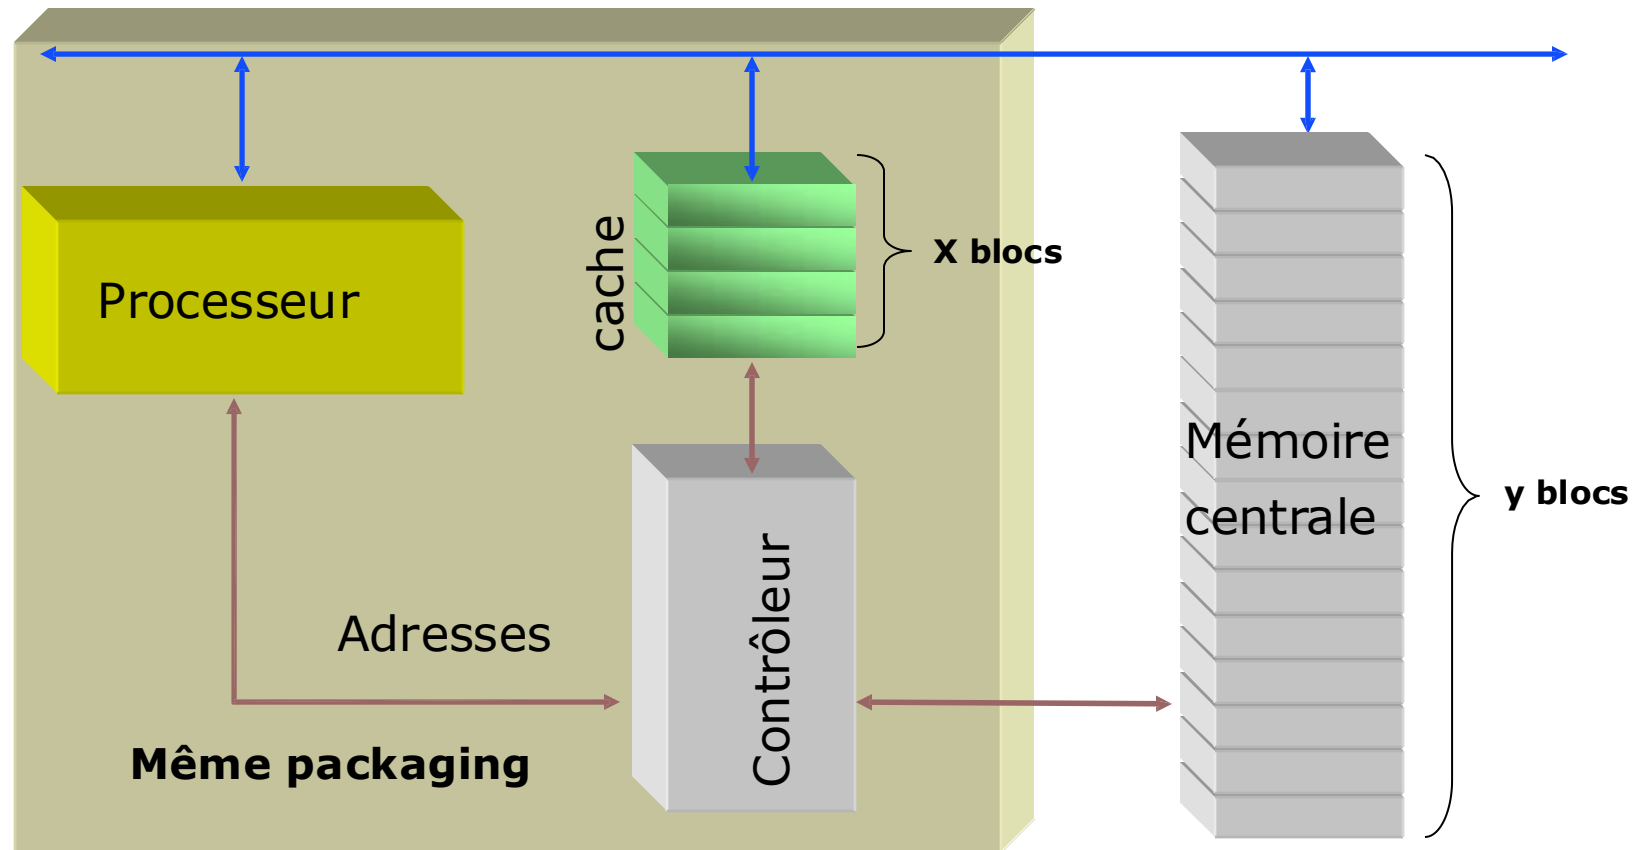 Processeur
cache
X blocs
Mémoire
centrale
y blocs
Adresses
Contrôleur
Même packaging